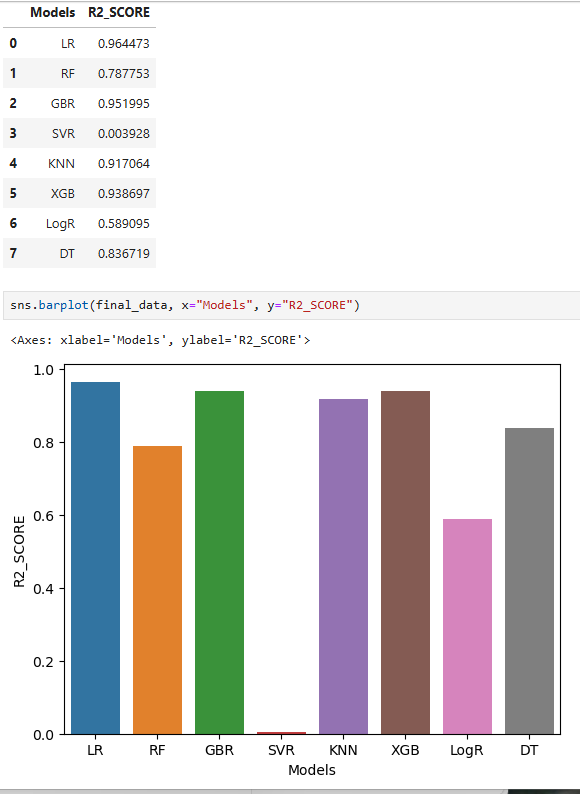 Models R2_SCORE
0 LR 0.964473
1 RF 0.787753
2 GBR 0.951995
3 SVR 0.003928
4 KNN 0.917064
5 XGB 0.938697
6 LogR 0.589095
7 DT 0.836719
sns.barplot(final_data, x="Models", y="R2_SCORE")
<Axes: xlabel='Models', ylabel='R2_SCORE'>
1.0
0.8
0.6
0.4
0.2
0.0
R2_SCORE
LR RF GBR SVR KNN XGB LogR DT
Models